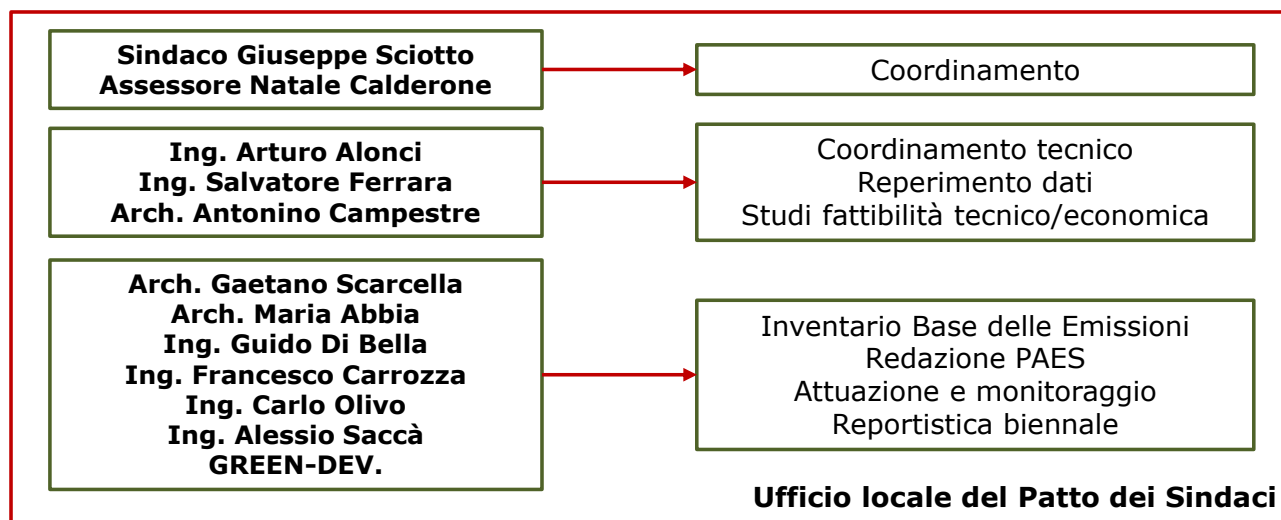 Sindaco Giuseppe Sciotto
Assessore Natale Calderone
Coordinamento
Ing. Arturo Alonci
Ing. Salvatore Ferrara
Arch. Antonino Campestre
Coordinamento tecnico
Reperimento dati
Studi fattibilità tecnico/economica
Arch. Gaetano Scarcella
Arch. Maria Abbia
Ing. Guido Di Bella
Ing. Francesco Carrozza
Ing. Carlo Olivo
Ing. Alessio Saccà
GREEN-DEV.
Inventario Base delle Emissioni
Redazione PAES
Attuazione e monitoraggio
Reportistica biennale
Ufficio locale del Patto dei Sindaci